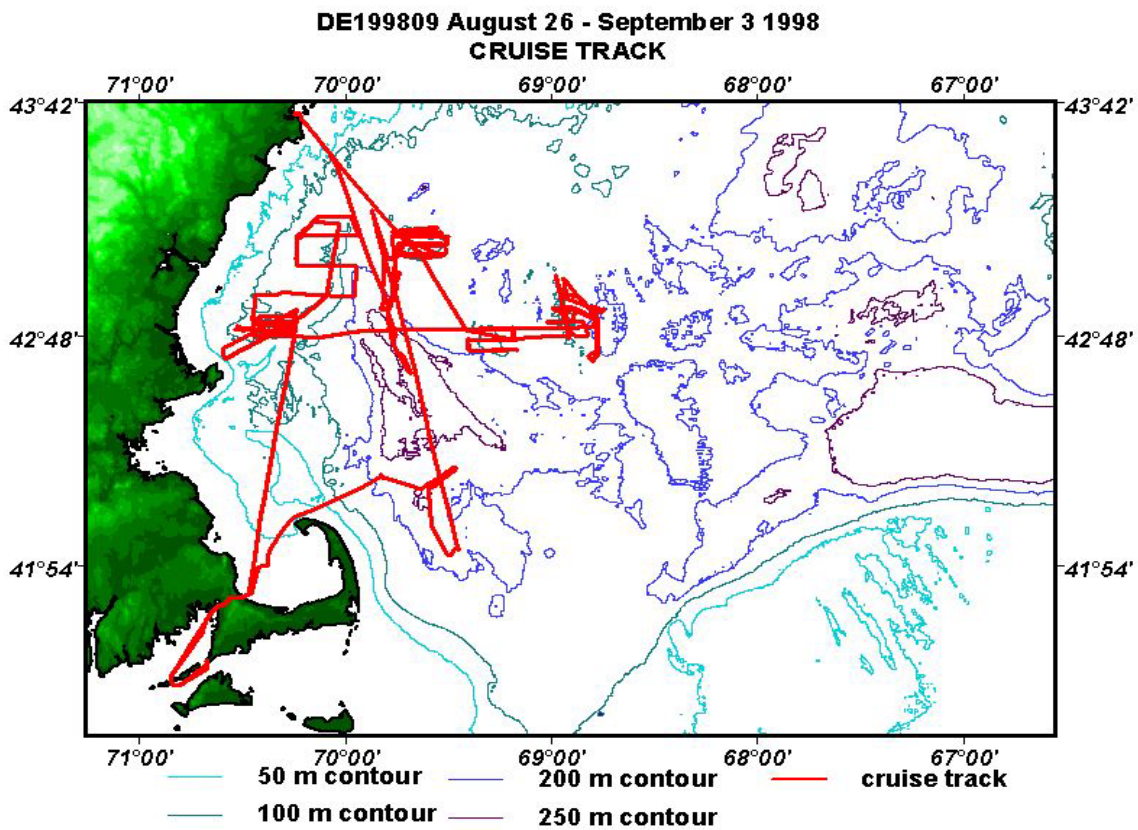 DE199809 August 26 - September 3 1998
CRUISE TRACK
71°00' 70°00' 69°00' 68°00' 67°00'
43°42' 43°42'
42°48' 42°48'
41°54' 41°54'
71°00' 70°00' 69°00' 68°00' 67°00'
50 m contour 200 m contour cruise track
100 m contour 250 m contour